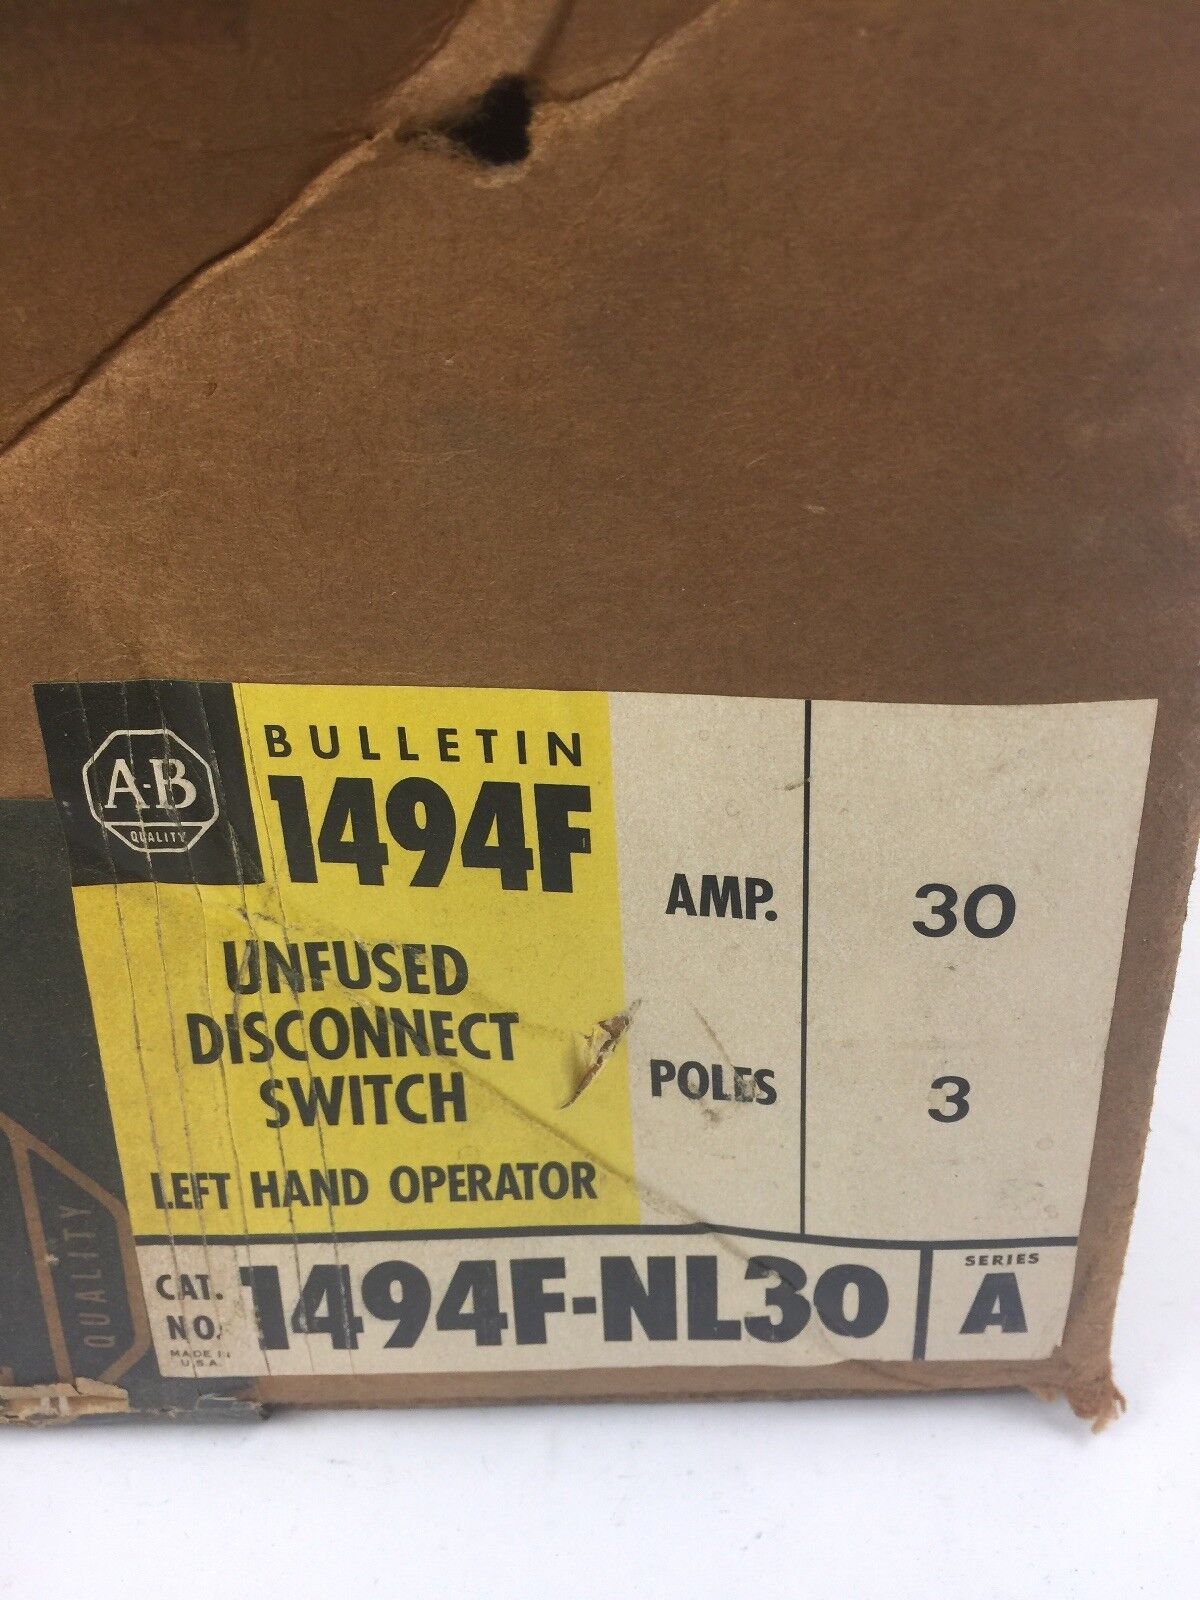 A-B
QUALITY
BULLETIN
1494F
UNFUSED
DISCONNECT
SWITCH
LEFT HAND OPERATOR
AMP. 30
POLES 3
CAT.
NO. 1494F-NL30
MADE IN
U.S.A.
SERIES
A
QUALITY